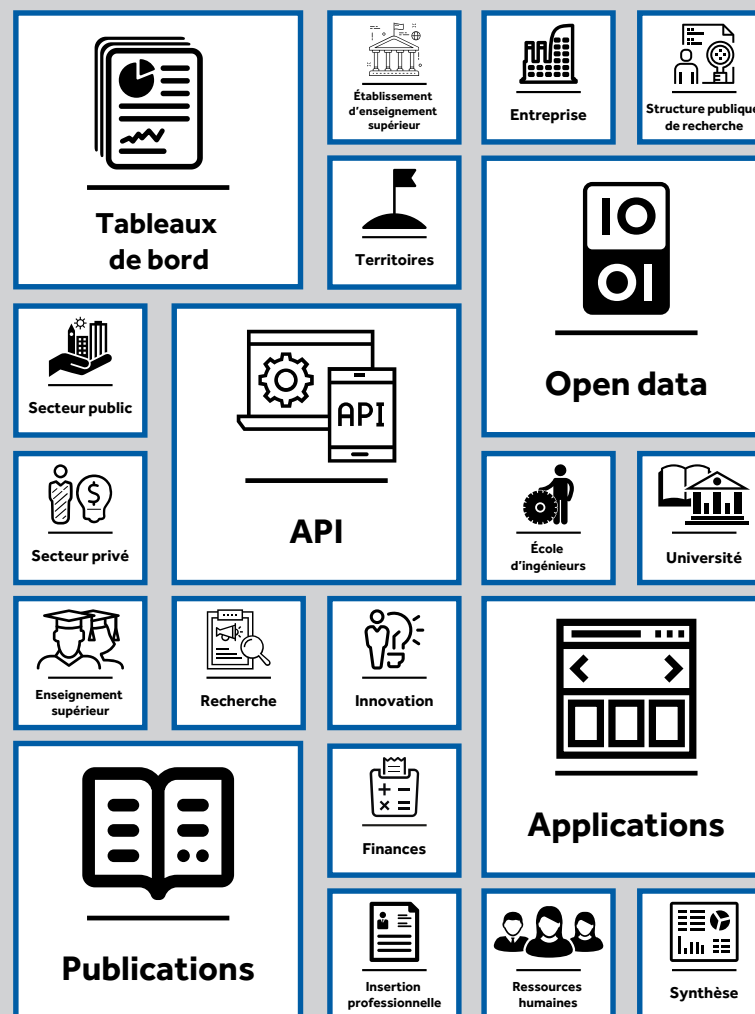 Établissement
d'enseignement
supérieur
Entreprise
Structure publique
de recherche
Tableaux
de bord
Territoires
IO
OI
Open data
Secteur public
API
API
Secteur privé
$
École
d'ingénieurs
Université
Enseignement
supérieur
Recherche
Innovation
Applications
+ −
× =
Finances
Publications
Insertion
professionnelle
Ressources
humaines
Synthèse